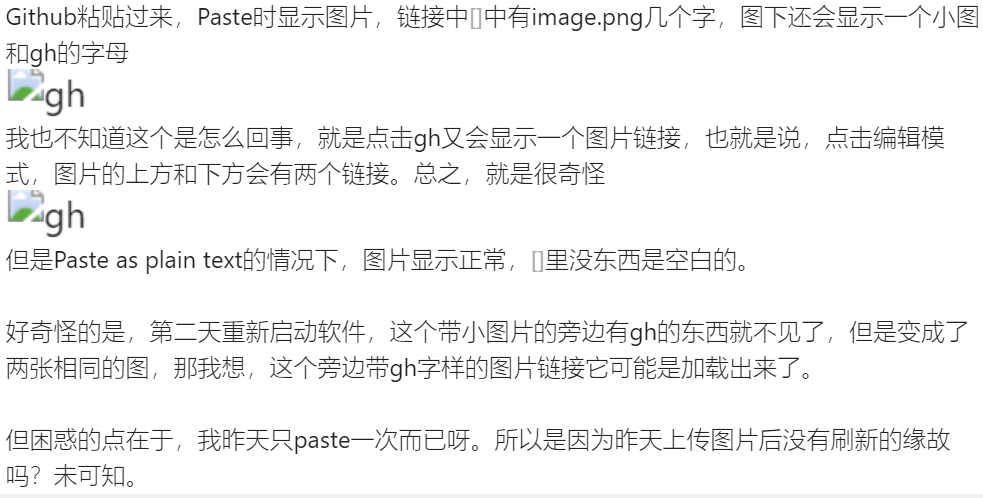 Github粘贴过来，Paste时显示图片，链接中[]中有image.png几个字，图下还会显示一个小图
和gh的字母
gh
我也不知道这个是怎么回事，就是点击gh又会显示一个图片链接，也就是说，点击编辑模
式，图片的上方和下方会有两个链接。总之，就是很奇怪
gh
但是Paste as plain text的情况下，图片显示正常，[]里没东西是空白的。
好奇怪的是，第二天重新启动软件，这个带小图片的旁边有gh的东西就不见了，但是变成了
两张相同的图，那我想，这个旁边带gh字样的图片链接它可能是加载出来了。
但困惑的点在于，我昨天只paste一次而已呀。所以是因为昨天上传图片后没有刷新的缘故
吗？未可知。